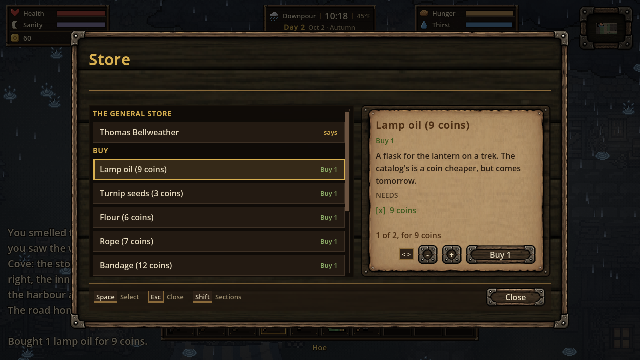 Health
Sanity
60
Downpour | 10:18 | 45°
Day 2 Oct 2 · Autumn
Hunger
Thirst
Store
THE GENERAL STORE
Thomas Bellweather says
BUY
Lamp oil (9 coins) Buy 1
Turnip seeds (3 coins) Buy 1
Flour (6 coins) Buy 1
Rope (7 coins) Buy 1
Bandage (12 coins) Buy 1
Lamp oil (9 coins)
Buy 1
A flask for the lantern on a trek. The
catalog's is a coin cheaper, but comes
tomorrow.
NEEDS
[x] 9 coins
1 of 2, for 9 coins
<> - + Buy 1
Space Select Esc Close Shift Sections
Close
You smelled
you saw the
Cove: the sto
right, the inn
the harbour
The road hom
Bought 1 lamp oil for 9 coins.
Hoe